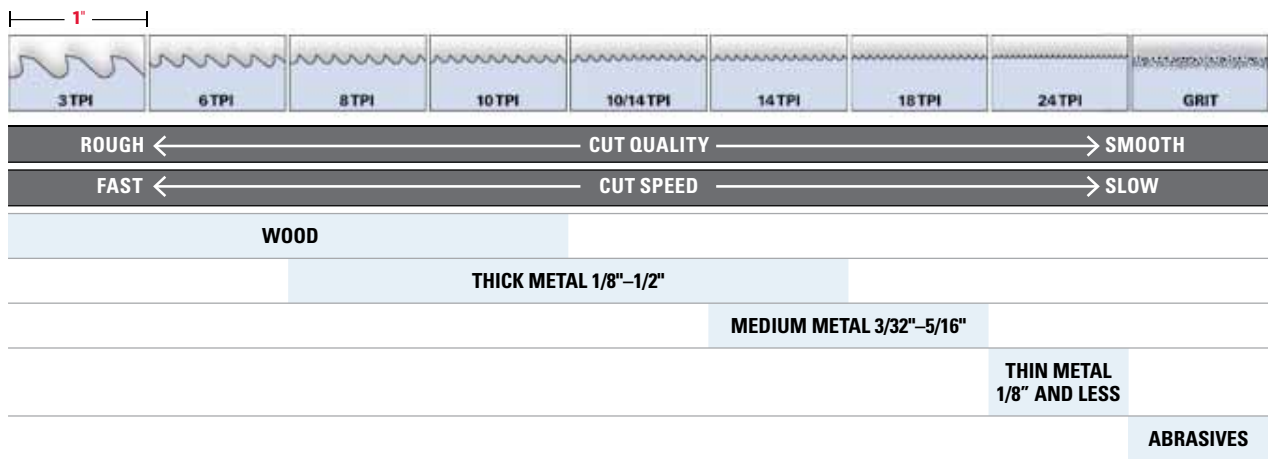 1"
3 TPI 6 TPI 8 TPI 10 TPI 10/14 TPI 14 TPI 18 TPI 24 TPI GRIT
ROUGH CUT QUALITY SMOOTH
FAST CUT SPEED SLOW
WOOD
THICK METAL 1/8"–1/2"
MEDIUM METAL 3/32"–5/16"
THIN METAL
1/8” AND LESS
ABRASIVES